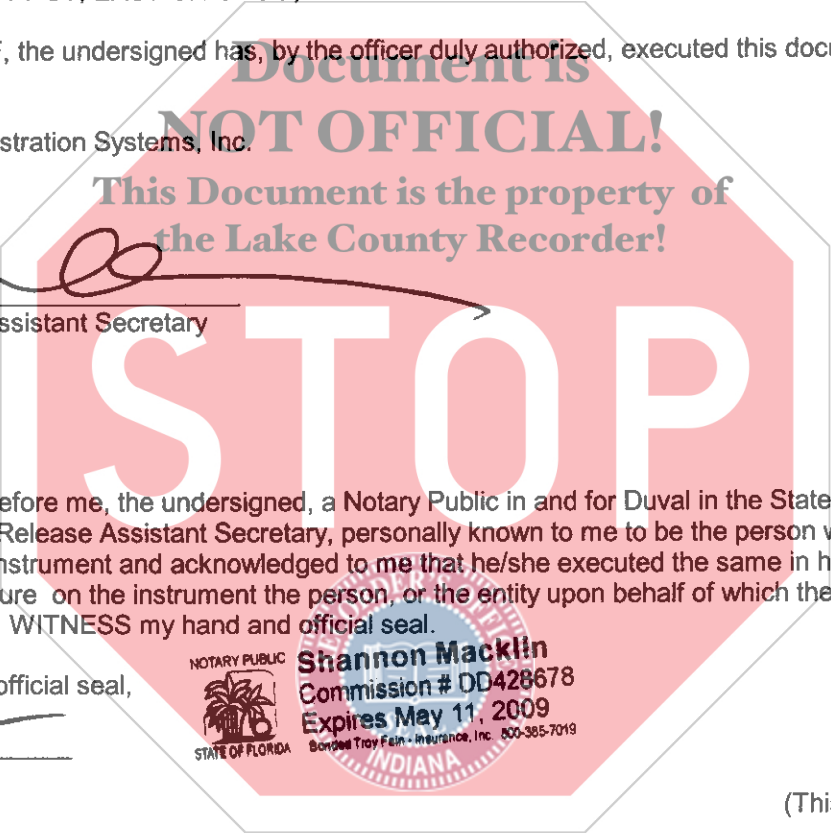 , the undersigned has, by the officer duly authorized, executed this docu
Document is
NOT OFFICIAL!
stration Systems, Inc.
This Document is the property of
the Lake County Recorder!
ssistant Secretary
STOP
efore me, the undersigned, a Notary Public in and for Duval in the State
Release Assistant Secretary, personally known to me to be the person w
nstrument and acknowledged to me that he/she executed the same in h
ure on the instrument the person, or the entity upon behalf of which the
WITNESS my hand and official seal.
RECORDER'S OFFICE
NOTARY PUBLIC
STATE OF FLORIDA
Shannon Macklin
Commission # DD428678
Expires May 11, 2009
Bonded Troy Fain - Insurance, Inc. 800-385-7019
SEAL
INDIANA
official seal,
(This